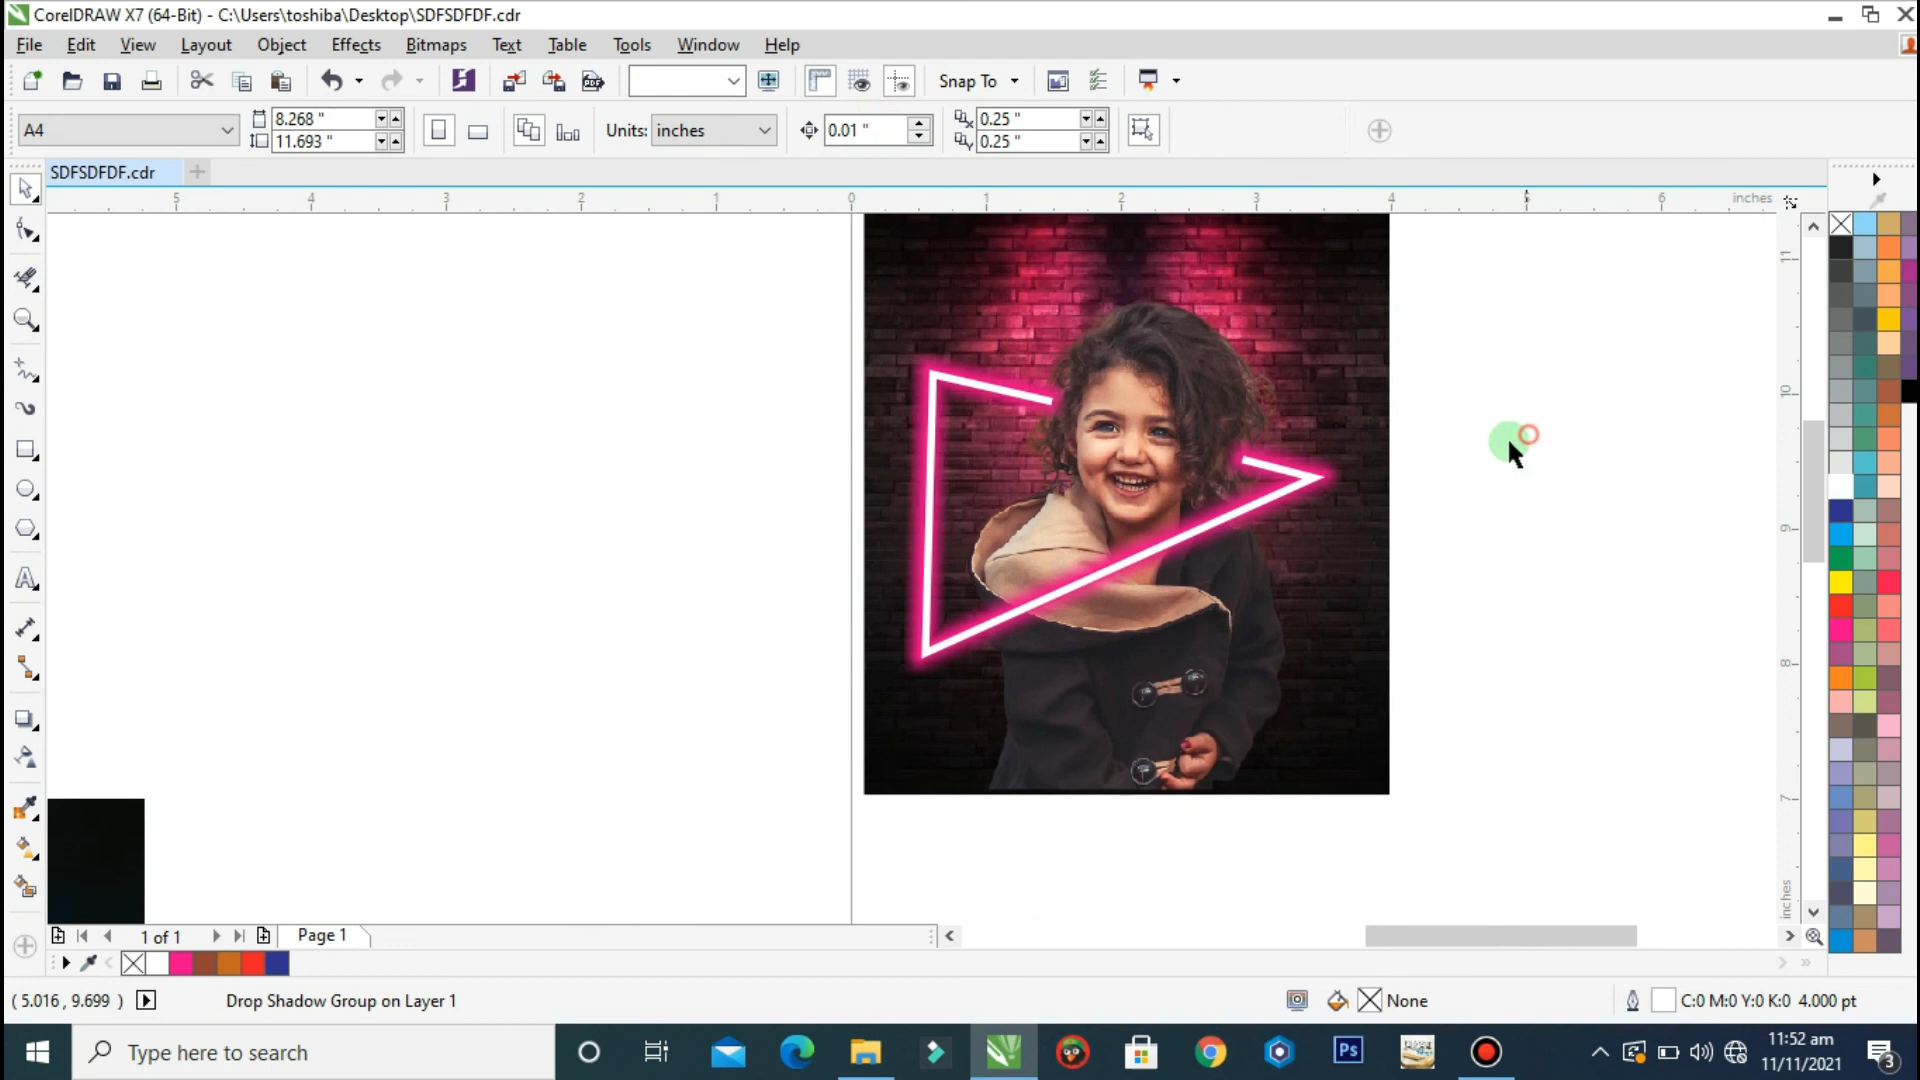 CorelDRAW X7 (64-Bit) - C:\Users\toshiba\Desktop\SDFSDFDF.cdr
File Edit View Layout Object Effects Bitmaps Text Table Tools Window Help
Snap To
A4 8.268 " 11.693 " Units: inches 0.01 " 0.25 " 0.25 "
SDFSDFDF.cdr
5 4 3 2 1 0 1 2 3 4 5 6 inches
11
10
9
8
7
inches
1 of 1 Page 1
( 5.016 , 9.699 ) Drop Shadow Group on Layer 1 None C:0 M:0 Y:0 K:0 4.000 pt
Type here to search
Ps
11:52 am
11/11/2021
3